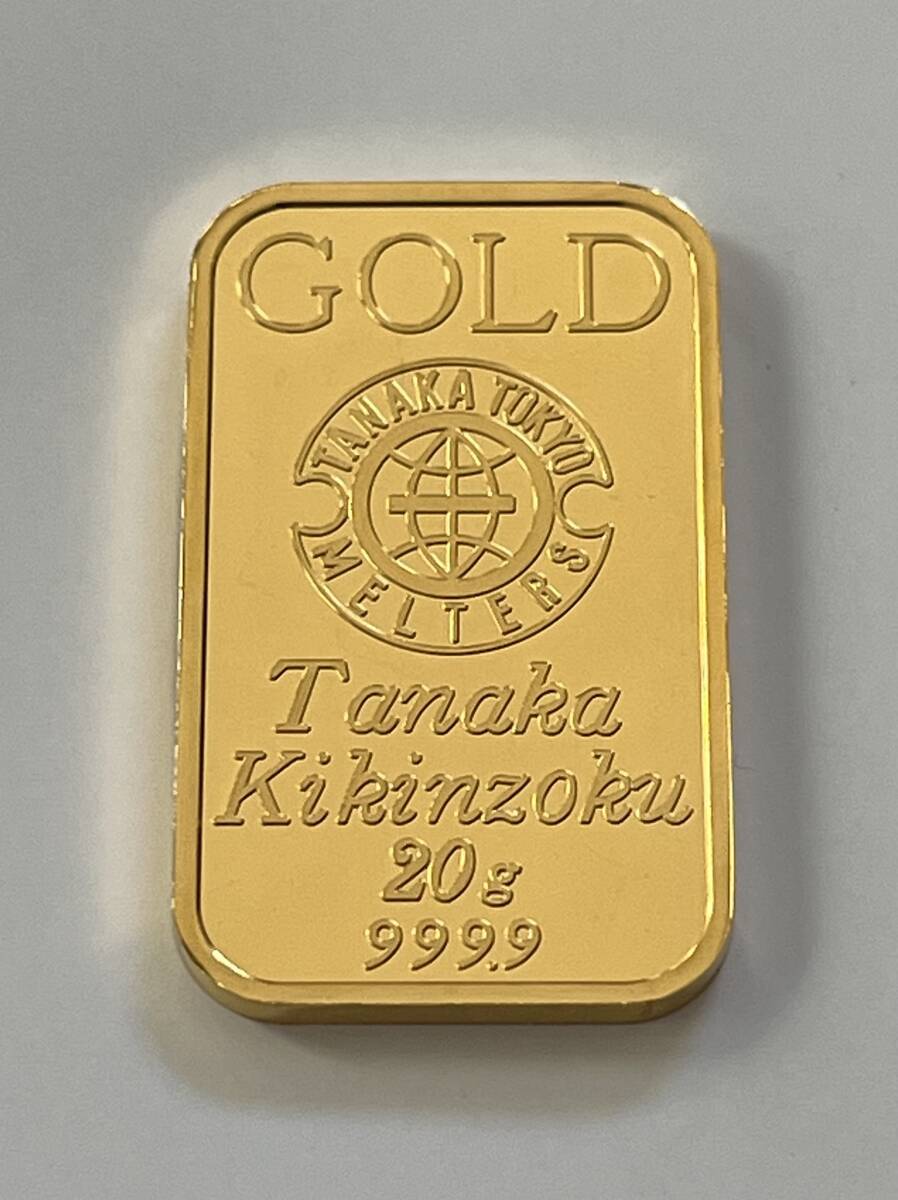 GOLD
TANAKA TOKYO
MELTERS
Tanaka
Kikinzoku
20g
999.9